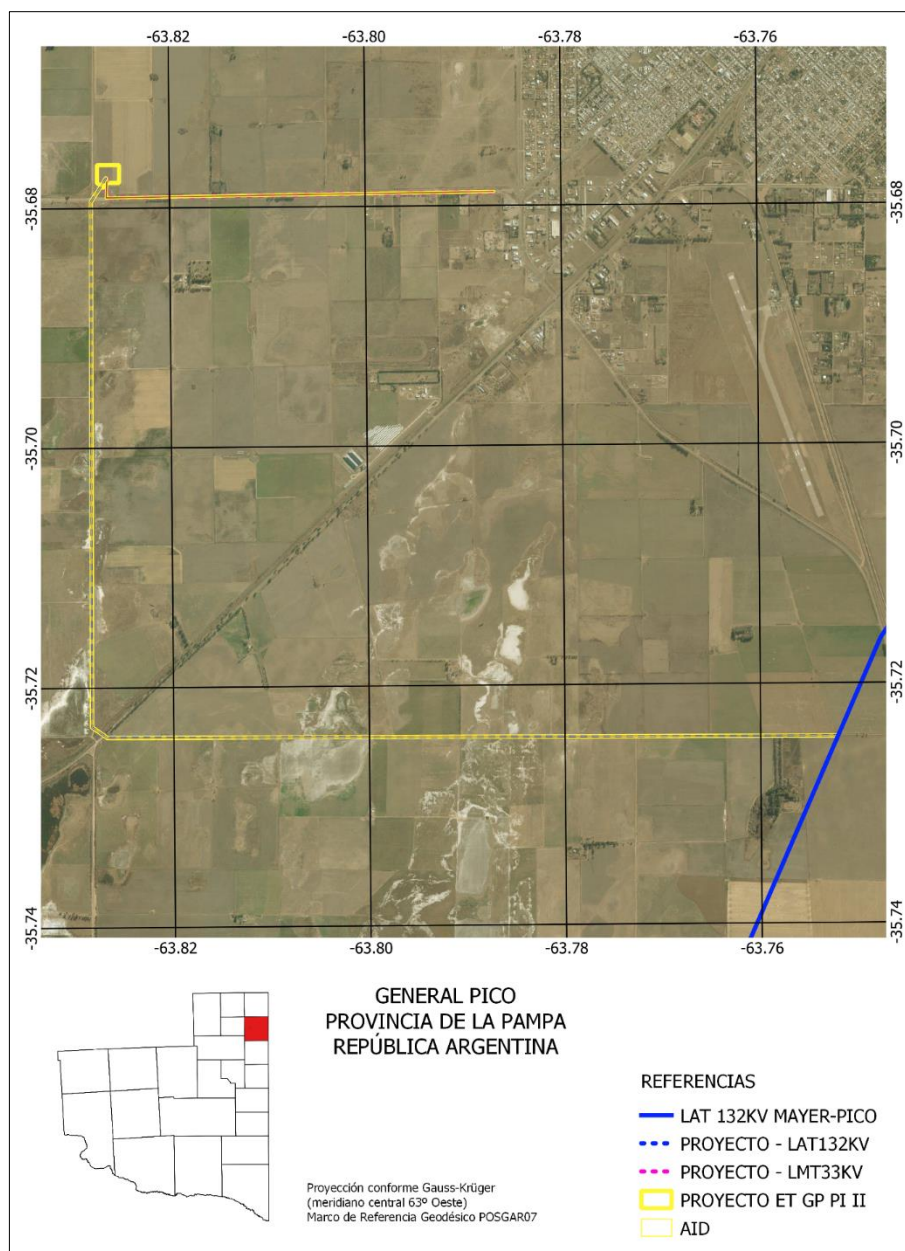 -63.82 -63.80 -63.78 -63.76
-35.68 -35.68
-35.70 -35.70
-35.72 -35.72
-35.74 -35.74
-63.82 -63.80 -63.78 -63.76
GENERAL PICO
PROVINCIA DE LA PAMPA
REPÚBLICA ARGENTINA
Proyección conforme Gauss-Krüger
(meridiano central 63º Oeste)
Marco de Referencia Geodésico POSGAR07
REFERENCIAS
LAT 132KV MAYER-PICO
PROYECTO - LAT132KV
PROYECTO - LMT33KV
PROYECTO ET GP PI II
AID